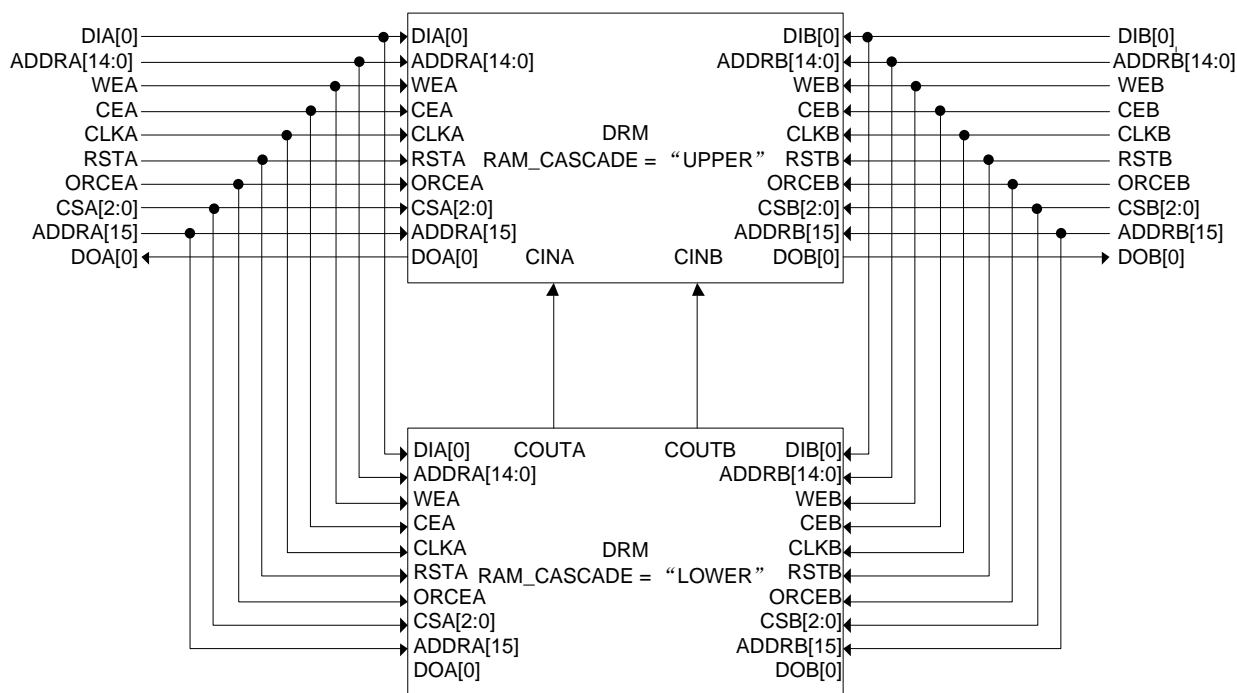 DIA[0] DIA[0] DIB[0] DIB[0]
ADDRA[14:0] ADDRA[14:0] ADDRB[14:0] ADDRB[14:0]
WEA WEA WEB WEB
CEA CEA CEB CEB
CLKA CLKA DRM CLKB CLKB
RSTA RSTA RAM_CASCADE = “UPPER” RSTB RSTB
ORCEA ORCEA ORCEB ORCEB
CSA[2:0] CSA[2:0] CSB[2:0] CSB[2:0]
ADDRA[15] ADDRA[15] ADDRB[15] ADDRB[15]
DOA[0] DOA[0] CINA CINB DOB[0] DOB[0]
DIA[0] COUTA COUTB DIB[0]
ADDRA[14:0] ADDRB[14:0]
WEA WEB
CEA CEB
CLKA DRM CLKB
RSTA RAM_CASCADE = “LOWER” RSTB
ORCEA ORCEB
CSA[2:0] CSB[2:0]
ADDRA[15] ADDRB[15]
DOA[0] DOB[0]